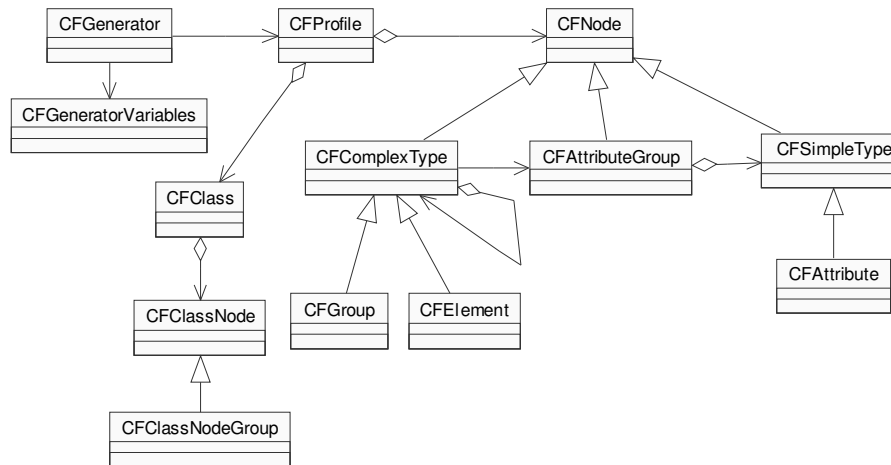 CFGenerator
CFProfile
CFNode
CFGeneratorVariables
CFComplexType
CFAttributeGroup
CFSimpleType
CFClass
CFAttribute
CFClassNode
CFGroup
CFElement
CFClassNodeGroup